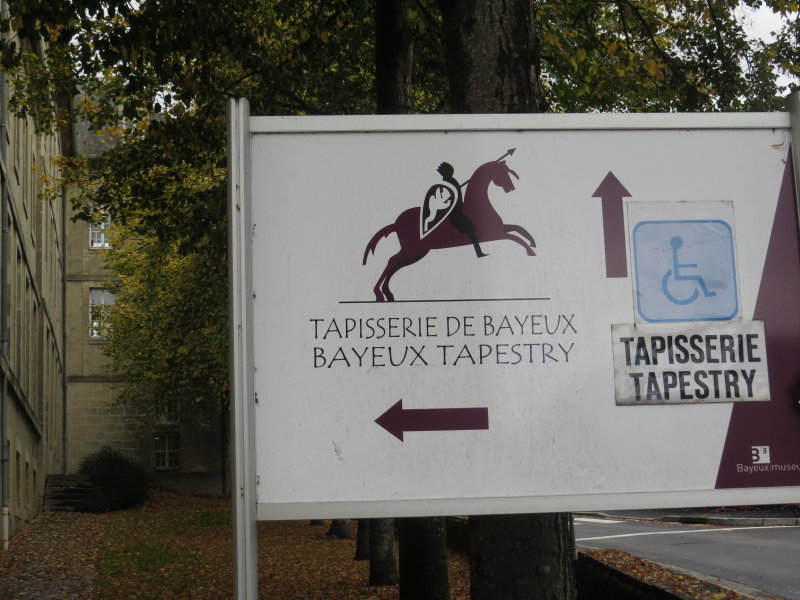 TAPISSERIE DE BAYEUX
BAYEUX TAPESTRY
TAPISSERIE
TAPESTRY
B3
Bayeux museu